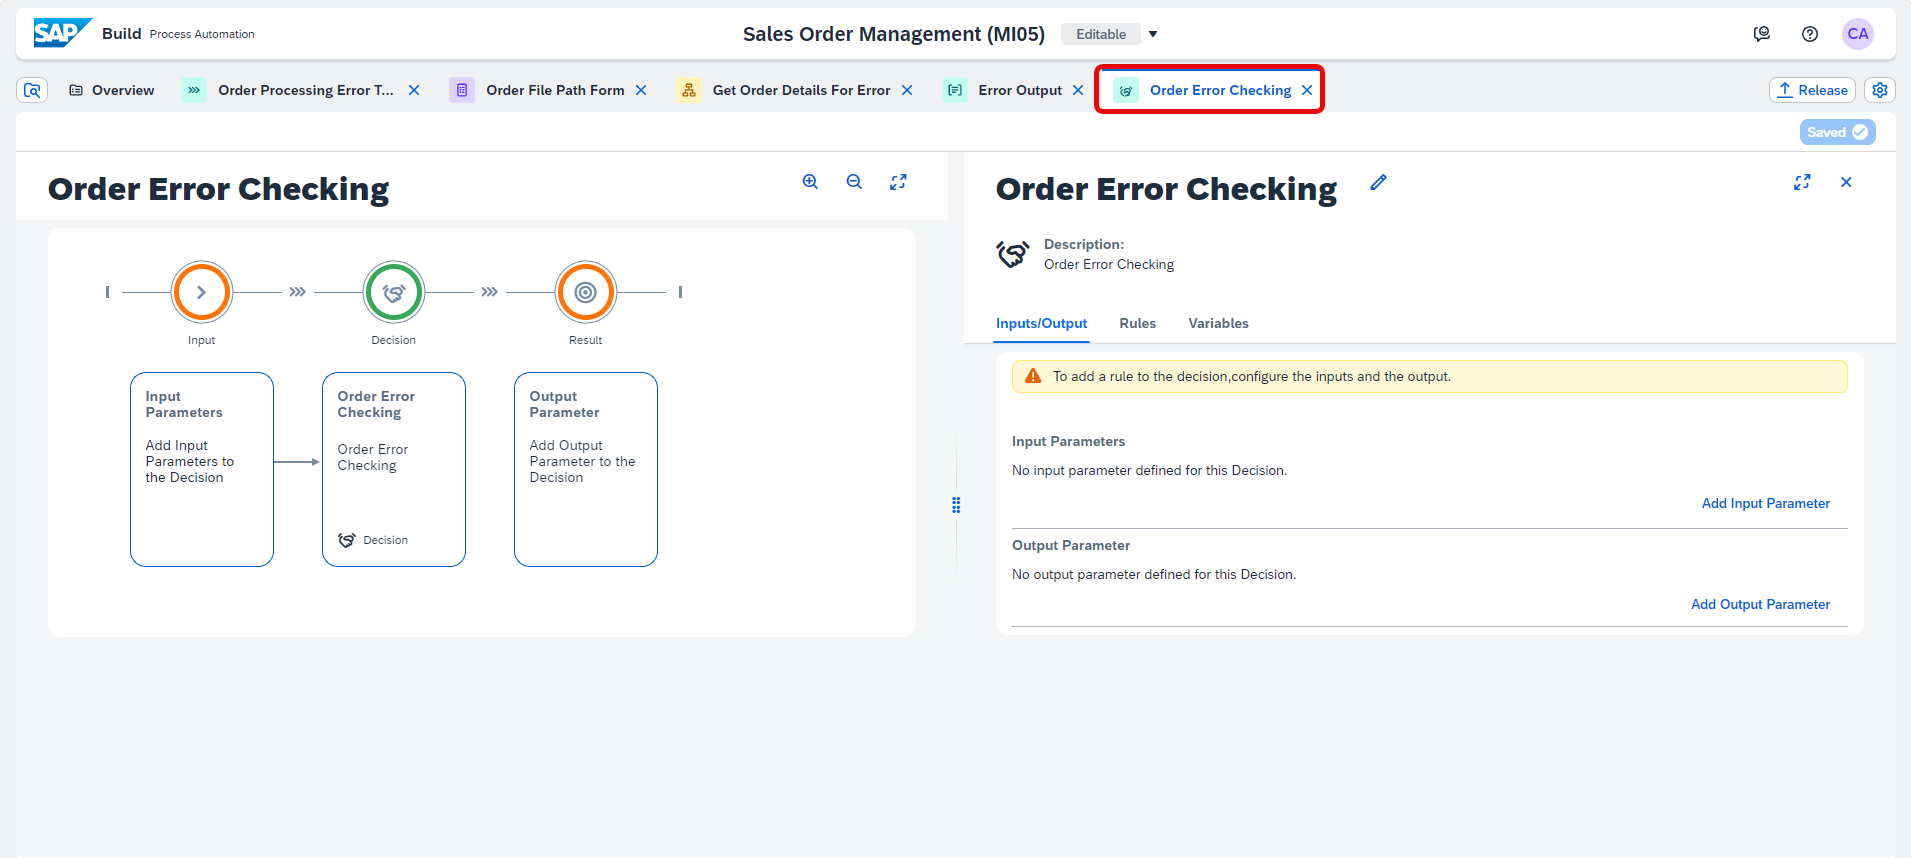 SAP Build Process Automation
Sales Order Management (MI05) Editable
CA
Overview
Order Processing Error T...
Order File Path Form
Get Order Details For Error
Error Output
Order Error Checking
Release
Saved
Order Error Checking
Input
Decision
Result
Input
Parameters
Add Input
Parameters to
the Decision
Order Error
Checking
Order Error
Checking
Decision
Output
Parameter
Add Output
Parameter to the
Decision
Order Error Checking
Description:
Order Error Checking
Inputs/Output Rules Variables
To add a rule to the decision,configure the inputs and the output.
Input Parameters
No input parameter defined for this Decision.
Add Input Parameter
Output Parameter
No output parameter defined for this Decision.
Add Output Parameter